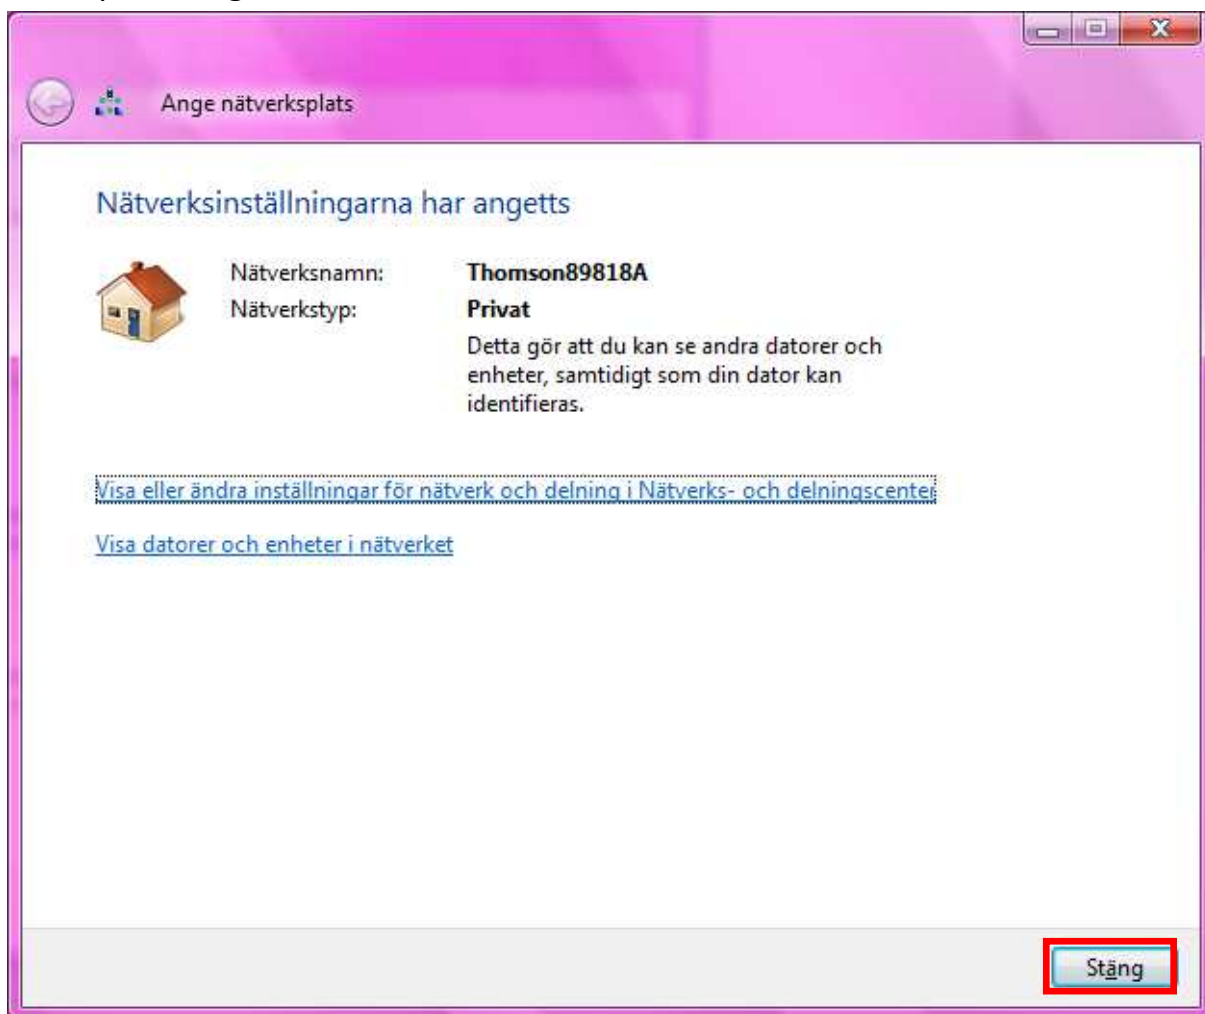 Ange nätverksplats
Nätverksinställningarna har angetts
Nätverksnamn: Thomson89818A
Nätverkstyp: Privat
Detta gör att du kan se andra datorer och
enheter, samtidigt som din dator kan
identifieras.
Visa eller ändra inställningar för nätverk och delning i Nätverks- och delningscenter
Visa datorer och enheter i nätverket
Stäng